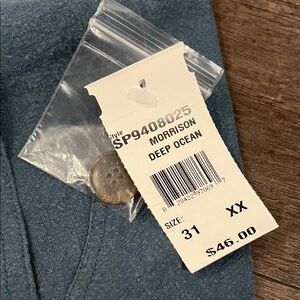 Style
SP9408025
MORRISON
DEEP OCEAN
SIZE:
31 XX
$46.00